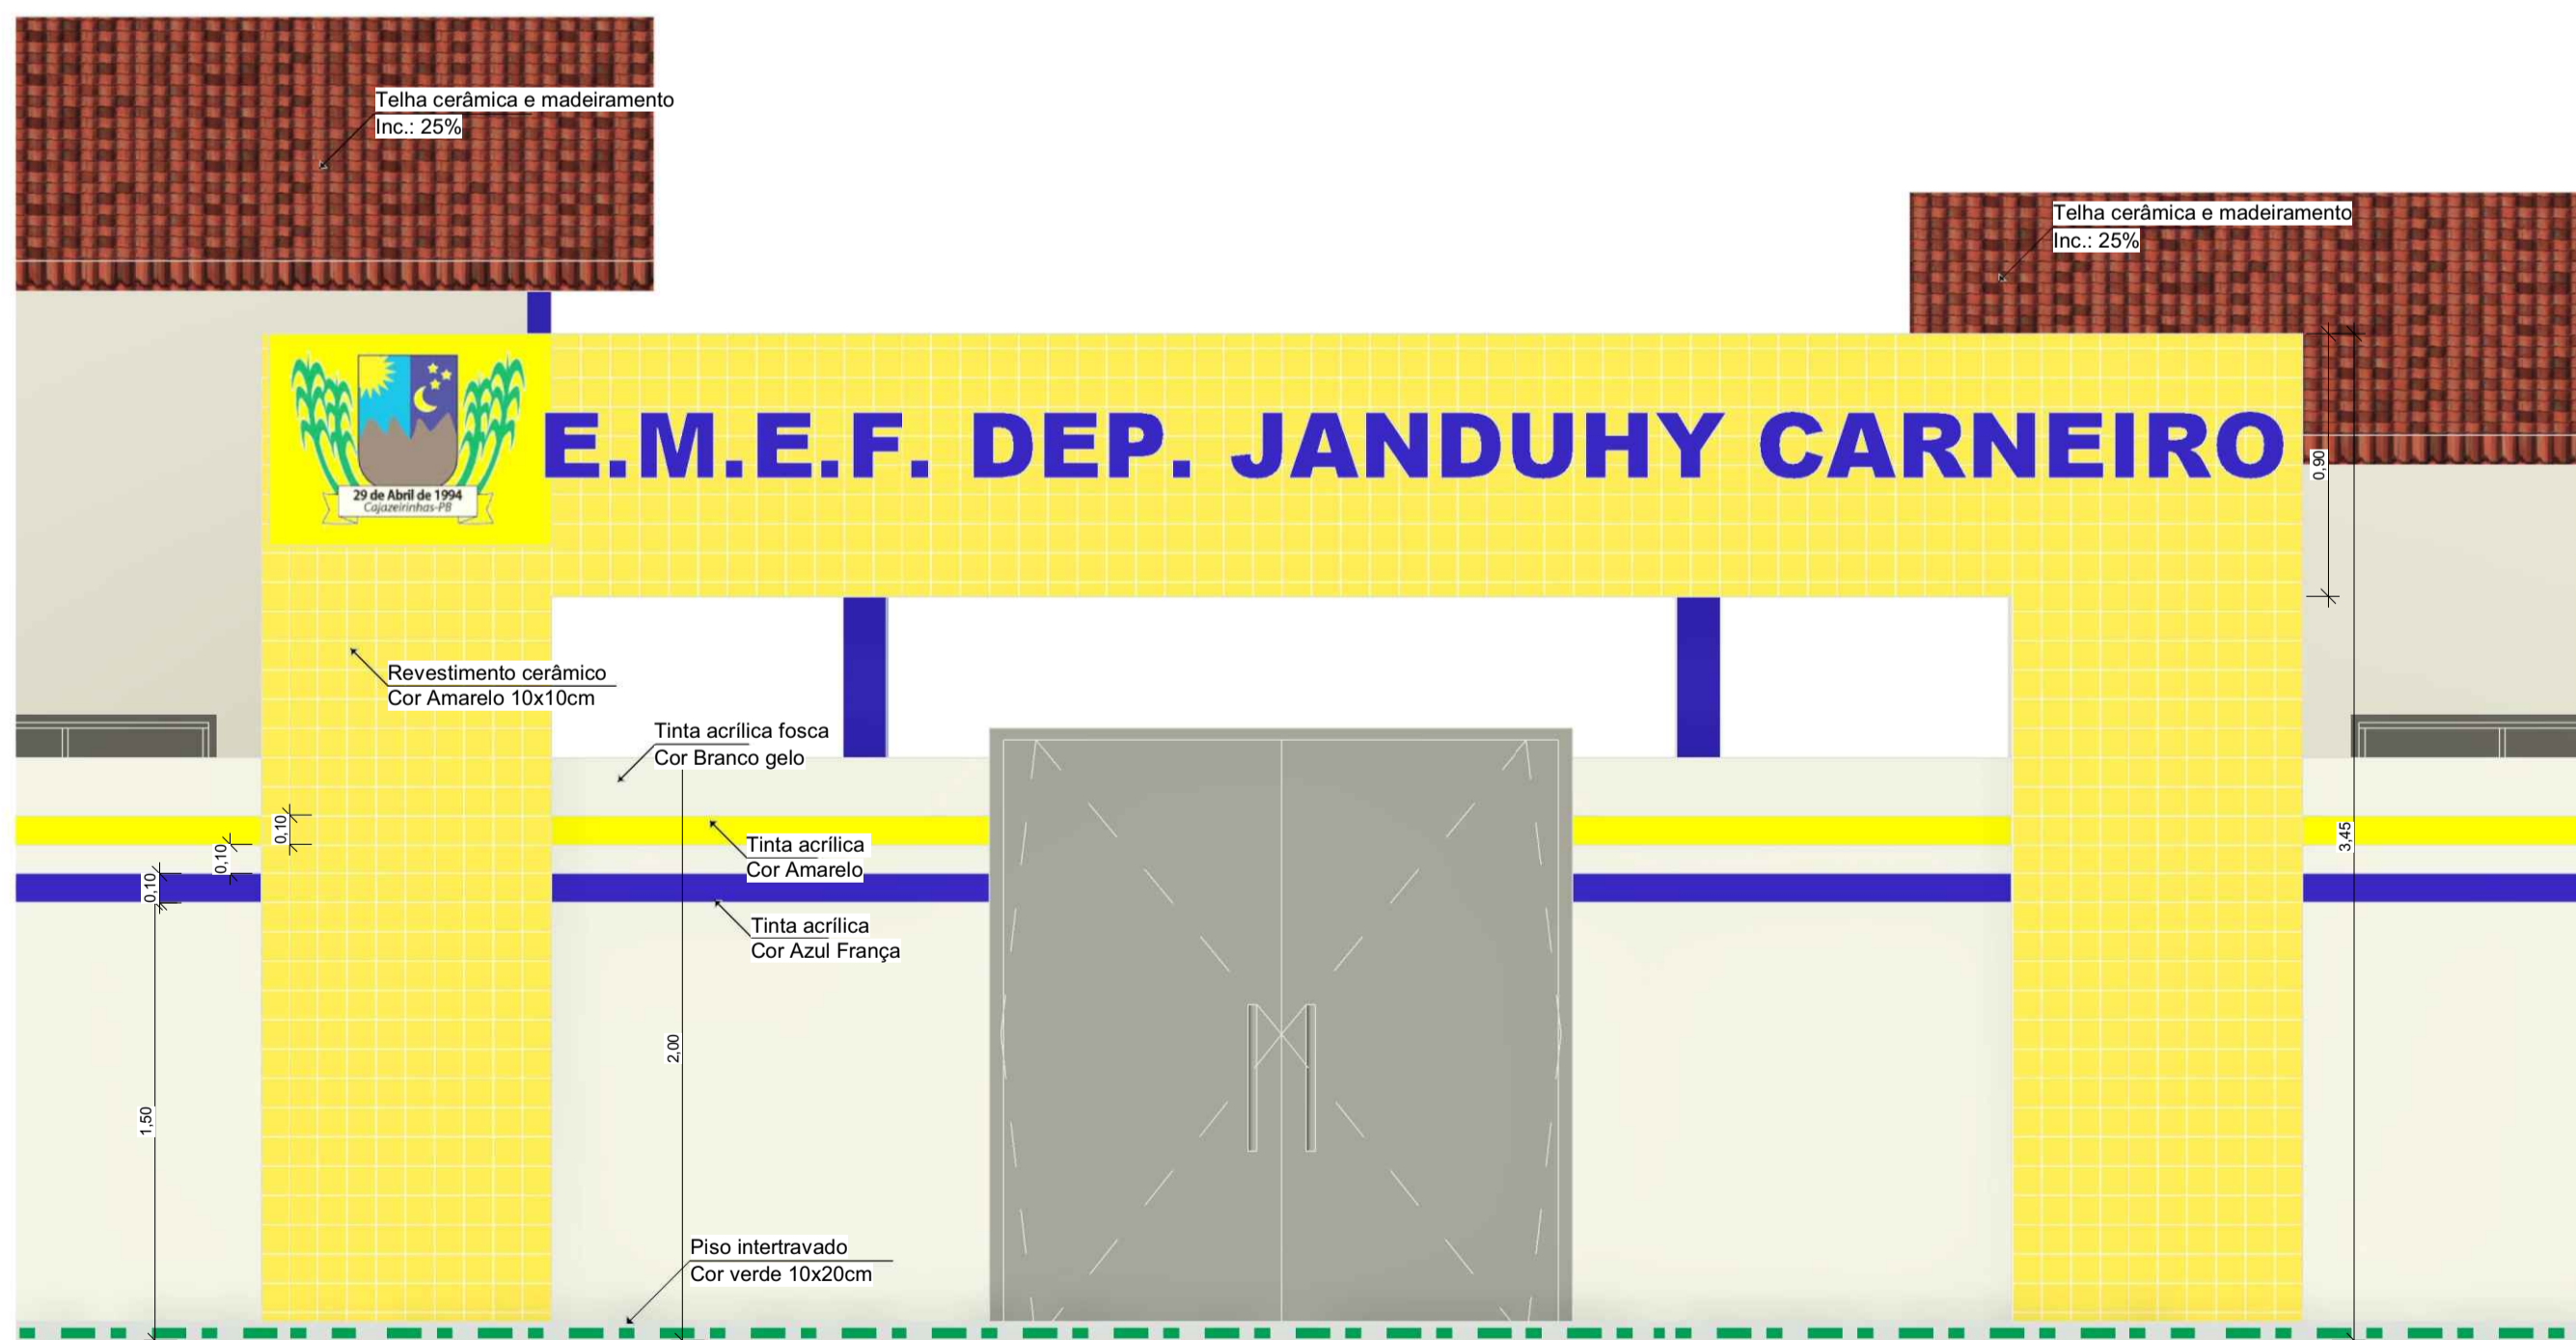 Telha cerâmica e madeiramento
Inc.: 25%
Telha cerâmica e madeiramento
Inc.: 25%
E.M.E.F. DEP. JANDUHY CARNEIRO
29 de Abril de 1994
Cajazeirinhas-PB
0,90
Revestimento cerâmico
Cor Amarelo 10x10cm
Tinta acrílica fosca
Cor Branco gelo
0,10
0,10
0,10
Tinta acrílica
Cor Amarelo
3,45
Tinta acrílica
Cor Azul França
2,00
1,50
Piso intertravado
Cor verde 10x20cm